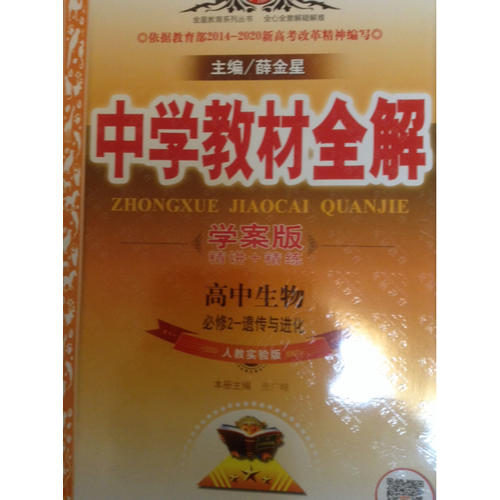 金星教育系列丛书 全心全意解疑解难
◎依据教育部2014-2020新高考改革精神编写◎
主编/薛金星
中学教材全解
ZHONGXUE JIAOCAI QUANJIE
学案版
精讲+精练
高中生物
必修2-遗传与进化
人教实验版
本册主编